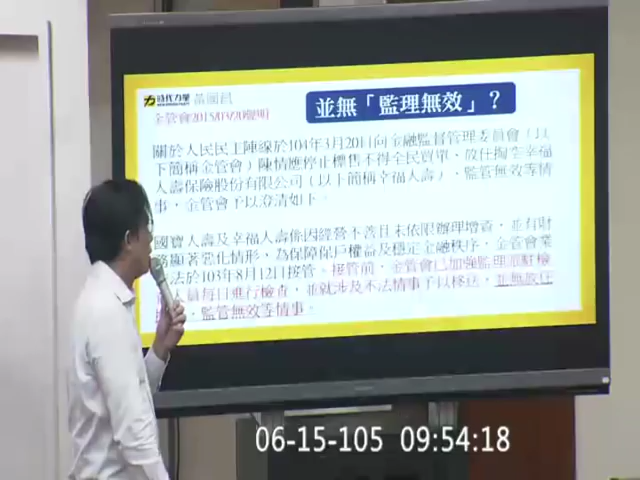 時代力量 黃國昌
並無「監理無效」?
金管會2015/03/20聲明
關於人民民主陣線於104年3月20日向金融監督管理委員會(以
下簡稱金管會)陳情應停止標售不得全民買單、放任掏空幸福
人壽保險股份有限公司(以下簡稱幸福人壽)、監管無效等情
事,金管會予以澄清如下。
國寶人壽及幸福人壽係因經營不善且未依限辦理增資,並有財
務顯著惡化情形,為保障保戶權益及穩定金融秩序,金管會業
法於103年8月12日接管。接管前,金管會已加強監理派駐檢
人員每日進行檢查,並就涉及不法情事予以移送,並無放任
、監管無效等情事。
06-15-105 09:54:18